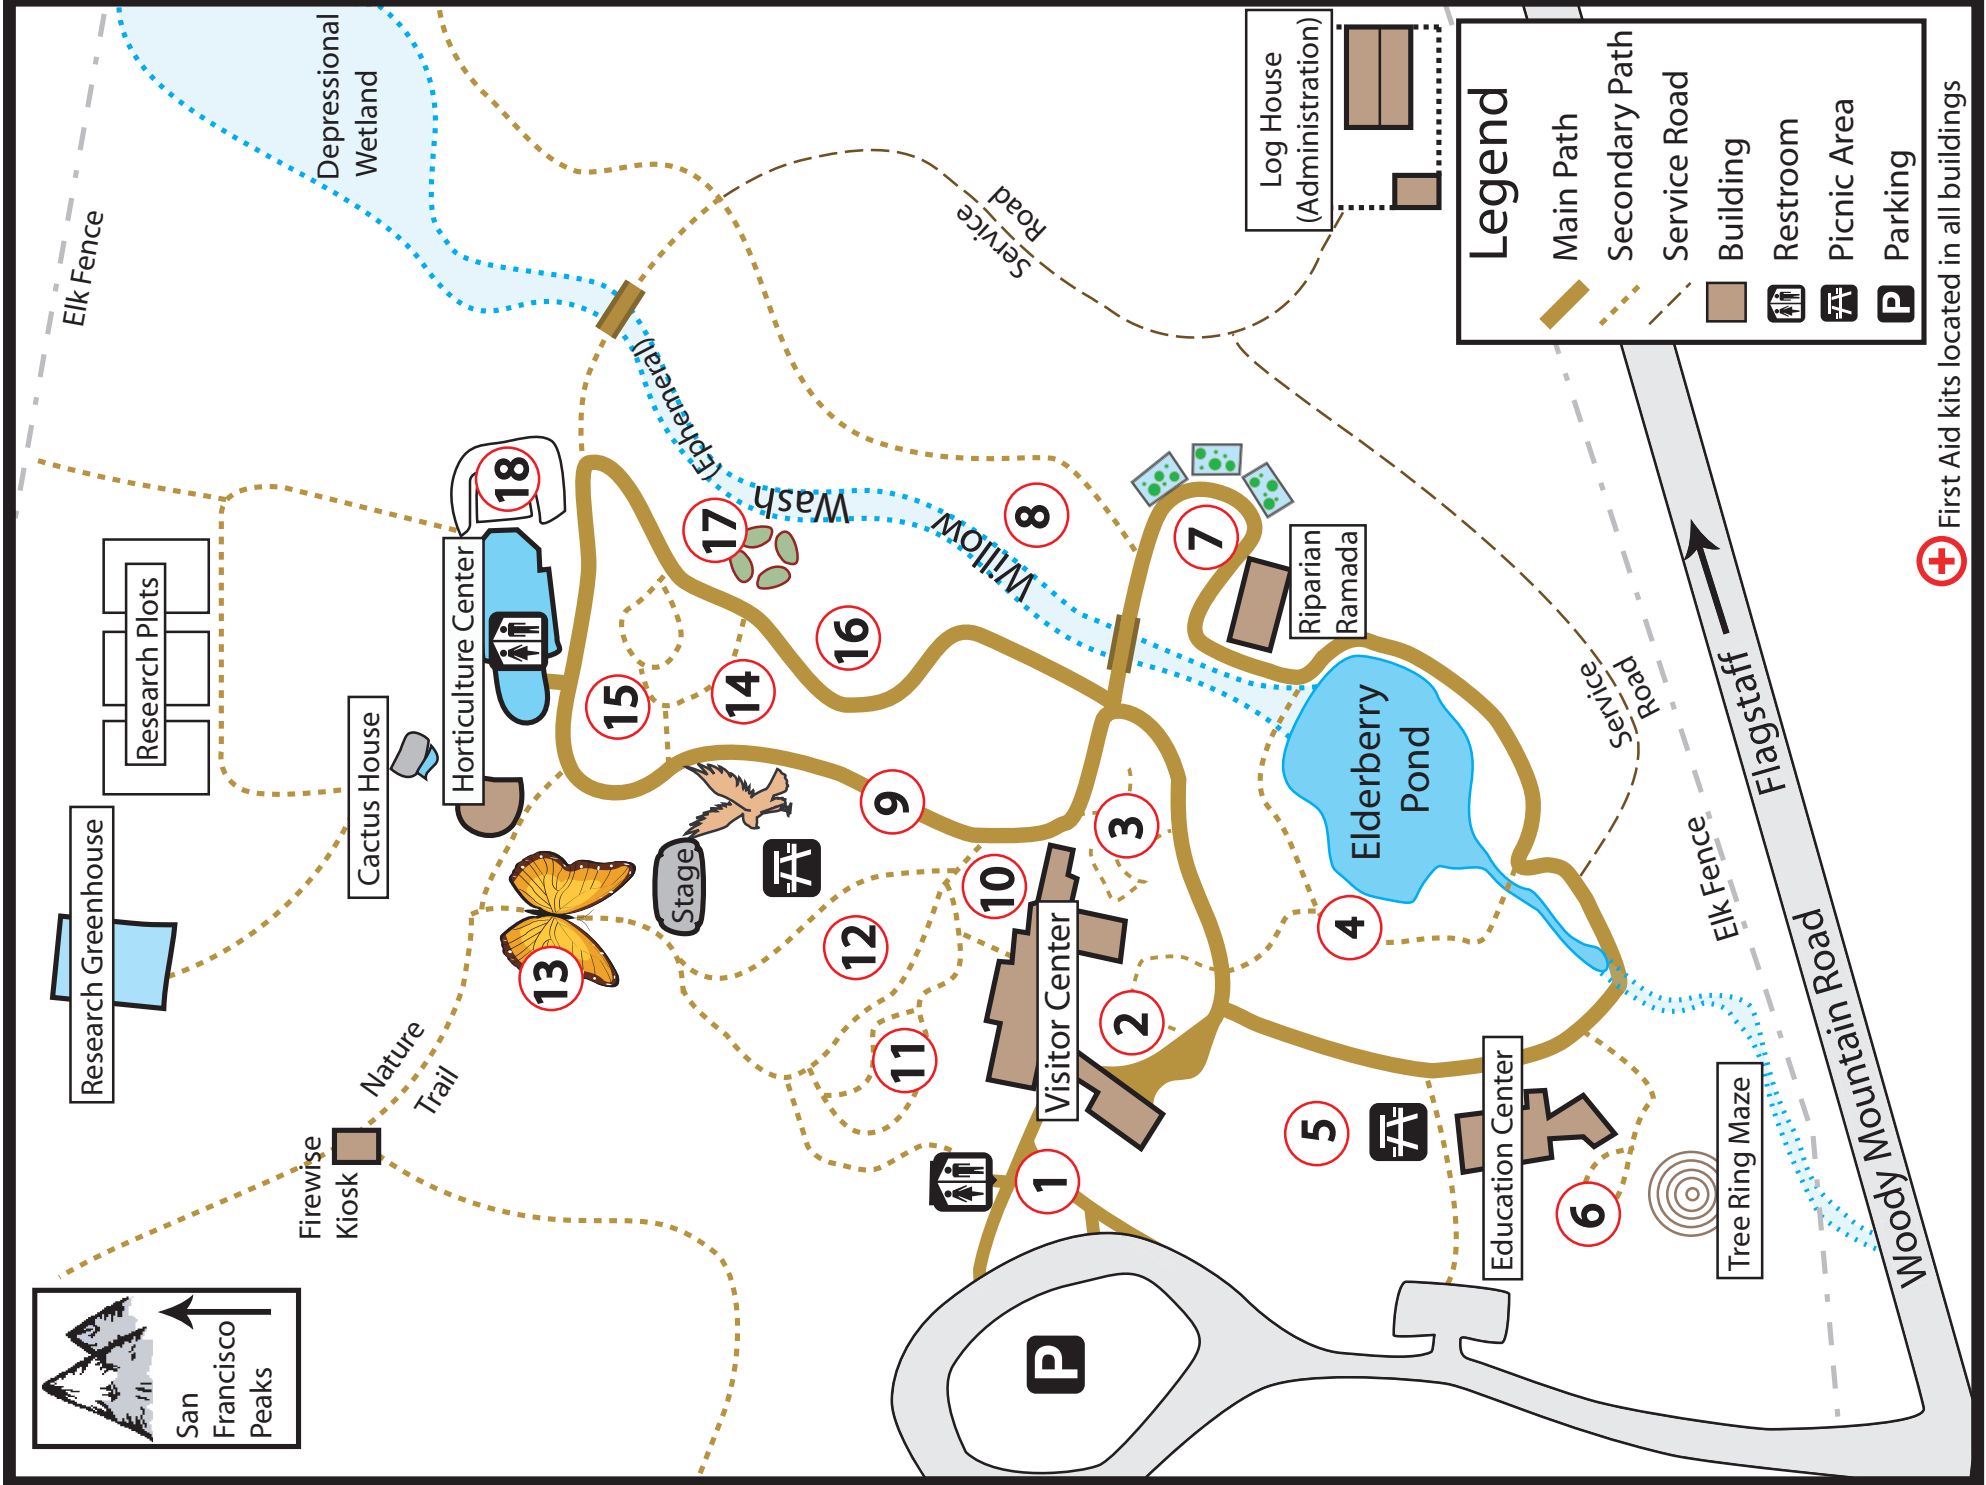 San
Francisco
Peaks
Firewise
Kiosk
Nature
Trail
Research Greenhouse
Cactus House
Research Plots
Horticulture Center
Elk Fence
Depressional
Wetland
13
Stage
15
18
14
17
16
12
11
9
10
Willow
Wash
(Ephemeral)
8
Service
Road
Log House
(Administration)
1
2
3
Visitor Center
7
Riparian
Ramada
P
5
4
Elderberry
Pond
Education Center
6
Tree Ring Maze
Service
Road
Elk Fence
Woody Mountain Road
Flagstaff
Legend
Main Path
Secondary Path
Service Road
Building
Restroom
Picnic Area
P Parking
First Aid kits located in all buildings